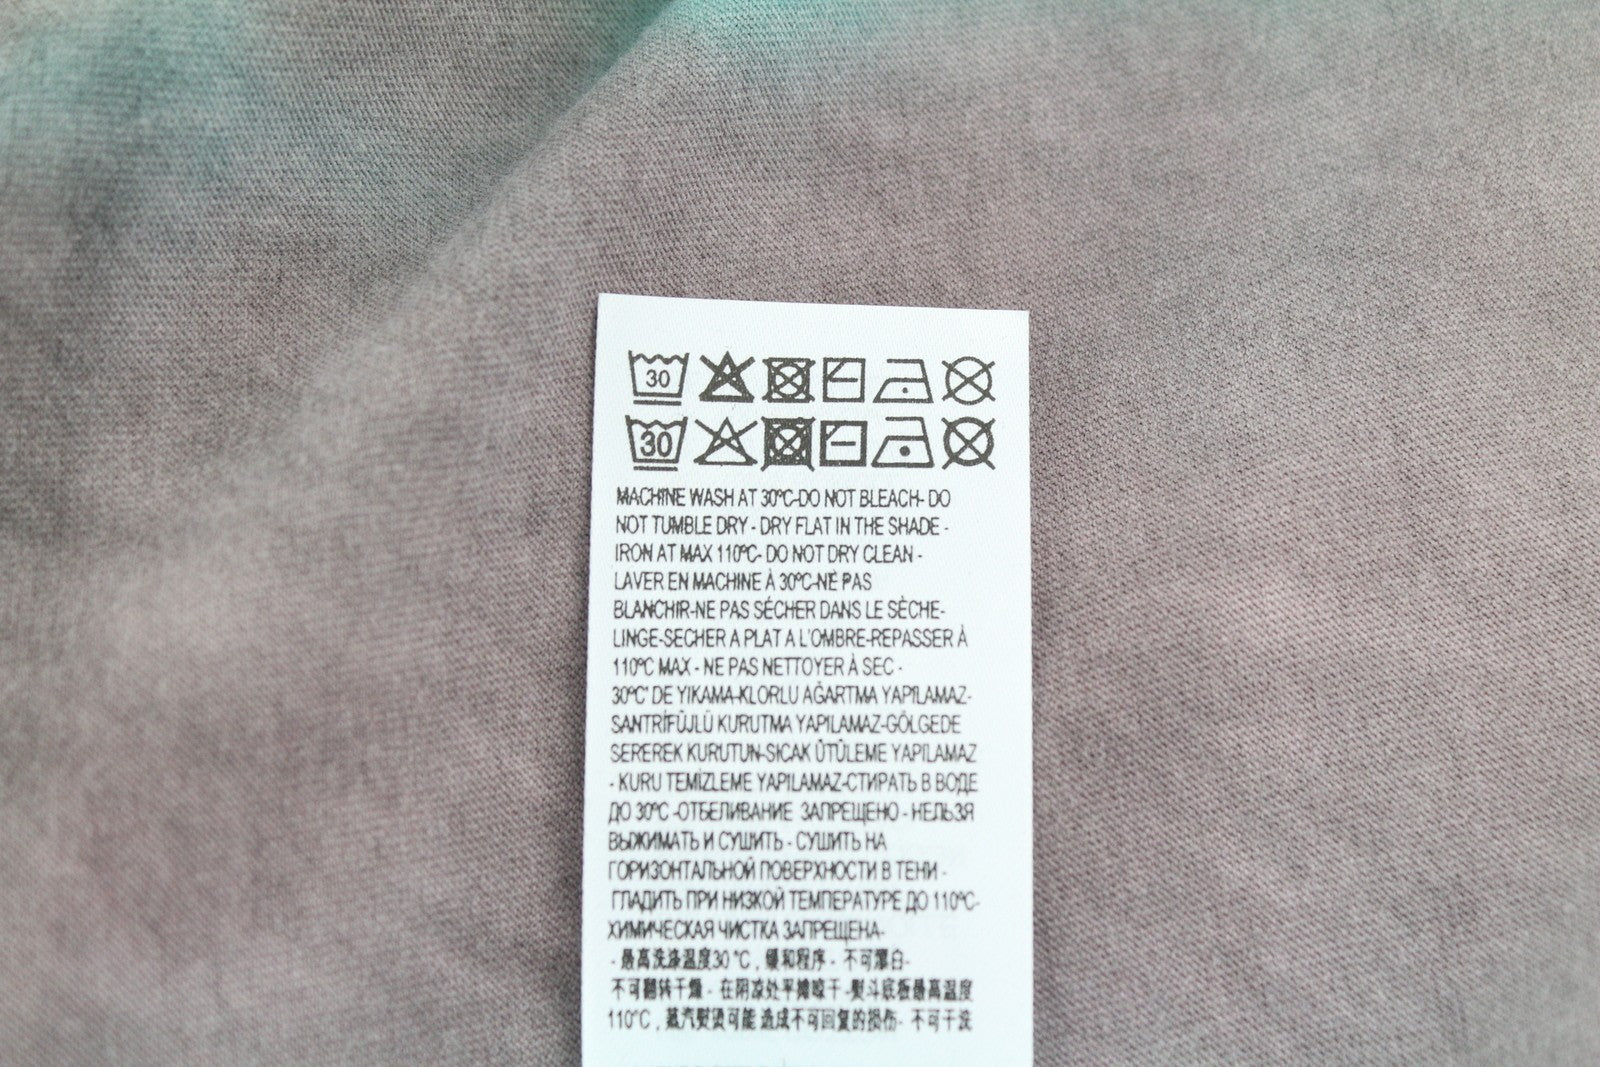 30
30
MACHINE WASH AT 30°C-DO NOT BLEACH- DO
NOT TUMBLE DRY - DRY FLAT IN THE SHADE -
IRON AT MAX 110°C- DO NOT DRY CLEAN -
LAVER EN MACHINE À 30°C-NE PAS
BLANCHIR-NE PAS SÉCHER DANS LE SÈCHE-
LINGE-SECHER A PLAT A L'OMBRE-REPASSER À
110°C MAX - NE PAS NETTOYER À SEC -
30°C' DE YIKAMA-KLORLU AĞARTMA YAPILAMAZ-
SANTRİFÜJLÜ KURUTMA YAPILAMAZ-GÖLGEDE
SEREREK KURUTUN-SICAK ÜTÜLEME YAPILAMAZ
- KURU TEMİZLEME YAPILAMAZ-СТИРАТЬ В ВОДЕ
ДО 30°C -ОТБЕЛИВАНИЕ ЗАПРЕЩЕНО - НЕЛЬЗЯ
ВЫЖИМАТЬ И СУШИТЬ - СУШИТЬ НА
ГОРИЗОНТАЛЬНОЙ ПОВЕРХНОСТИ В ТЕНИ -
ГЛАДИТЬ ПРИ НИЗКОЙ ТЕМПЕРАТУРЕ ДО 110°C-
ХИМИЧЕСКАЯ ЧИСТКА ЗАПРЕЩЕНА-
- 最高洗涤温度30 °C , 缓和程序 - 不可漂白-
不可翻转干燥 - 在阴凉处平摊晾干-熨斗底板最高温度
110°C , 蒸汽熨烫可能造成不可回复的损伤- 不可干洗